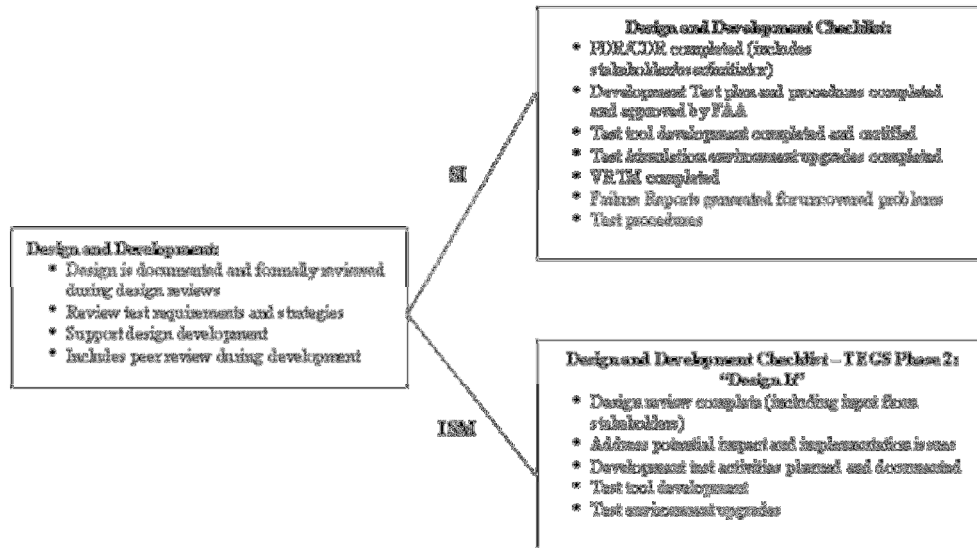 Design and Development Checklist:
* PDR/CDR completed (includes
stakeholder/escalator)
* Development Test plan and procedures completed
and approved by FAA
* Test tool development completed and certified
* Test simulation environment upgrades completed
* VRTM completed
* Failure Reports generated for uncovered problems
* Test procedures
SI
Design and Development:
* Design is documented and formally reviewed
during design reviews
* Review test requirements and strategies
* Support design development
* Includes peer review during development
ISM
Design and Development Checklist – TEGS Phase 2:
“Design It”
* Design review complete (including input from
stakeholders)
* Address potential impact and implementation issues
* Development test activities planned and documented
* Test tool development
* Test environment upgrades